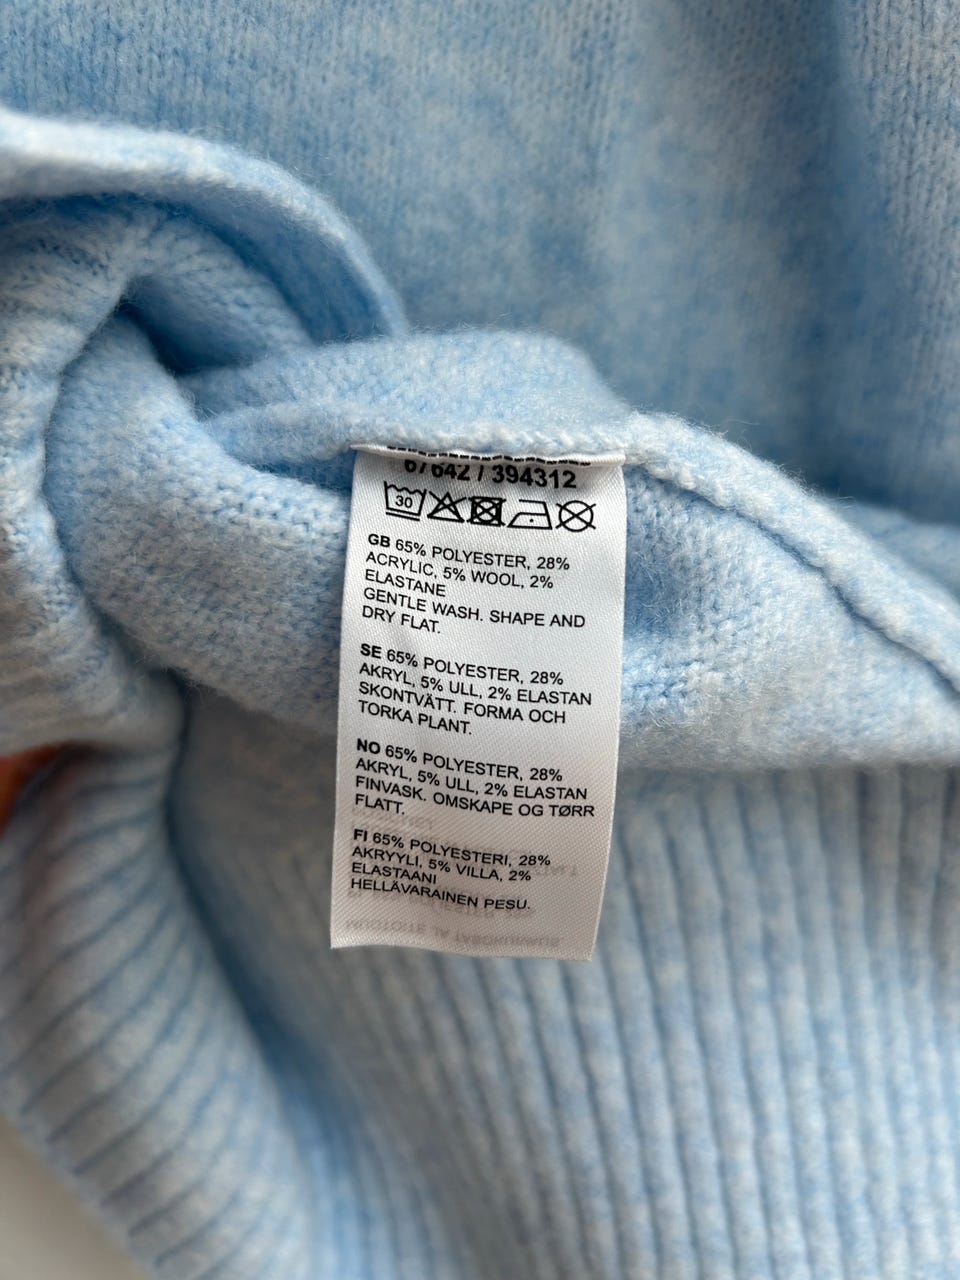 67642 / 394312
30
GB 65% POLYESTER, 28%
ACRYLIC, 5% WOOL, 2%
ELASTANE
GENTLE WASH. SHAPE AND
DRY FLAT.
SE 65% POLYESTER, 28%
AKRYL, 5% ULL, 2% ELASTAN
SKONTVÄTT. FORMA OCH
TORKA PLANT.
NO 65% POLYESTER, 28%
AKRYL, 5% ULL, 2% ELASTAN
FINVASK. OMSKAPE OG TØRR
FLATT.
FI 65% POLYESTERI, 28%
AKRYYLI, 5% VILLA, 2%
ELASTAANI
HELLÄVARAINEN PESU.